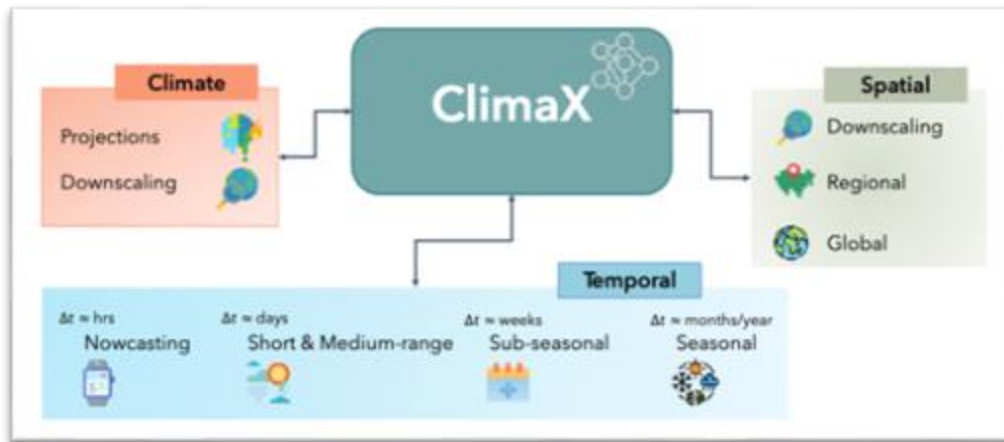 ClimaX
Climate
Projections
Downscaling
Spatial
Downscaling
Regional
Global
Temporal
Δt ≈ hrs
Nowcasting
Δt ≈ days
Short & Medium-range
Δt ≈ weeks
Sub-seasonal
Δt ≈ months/year
Seasonal